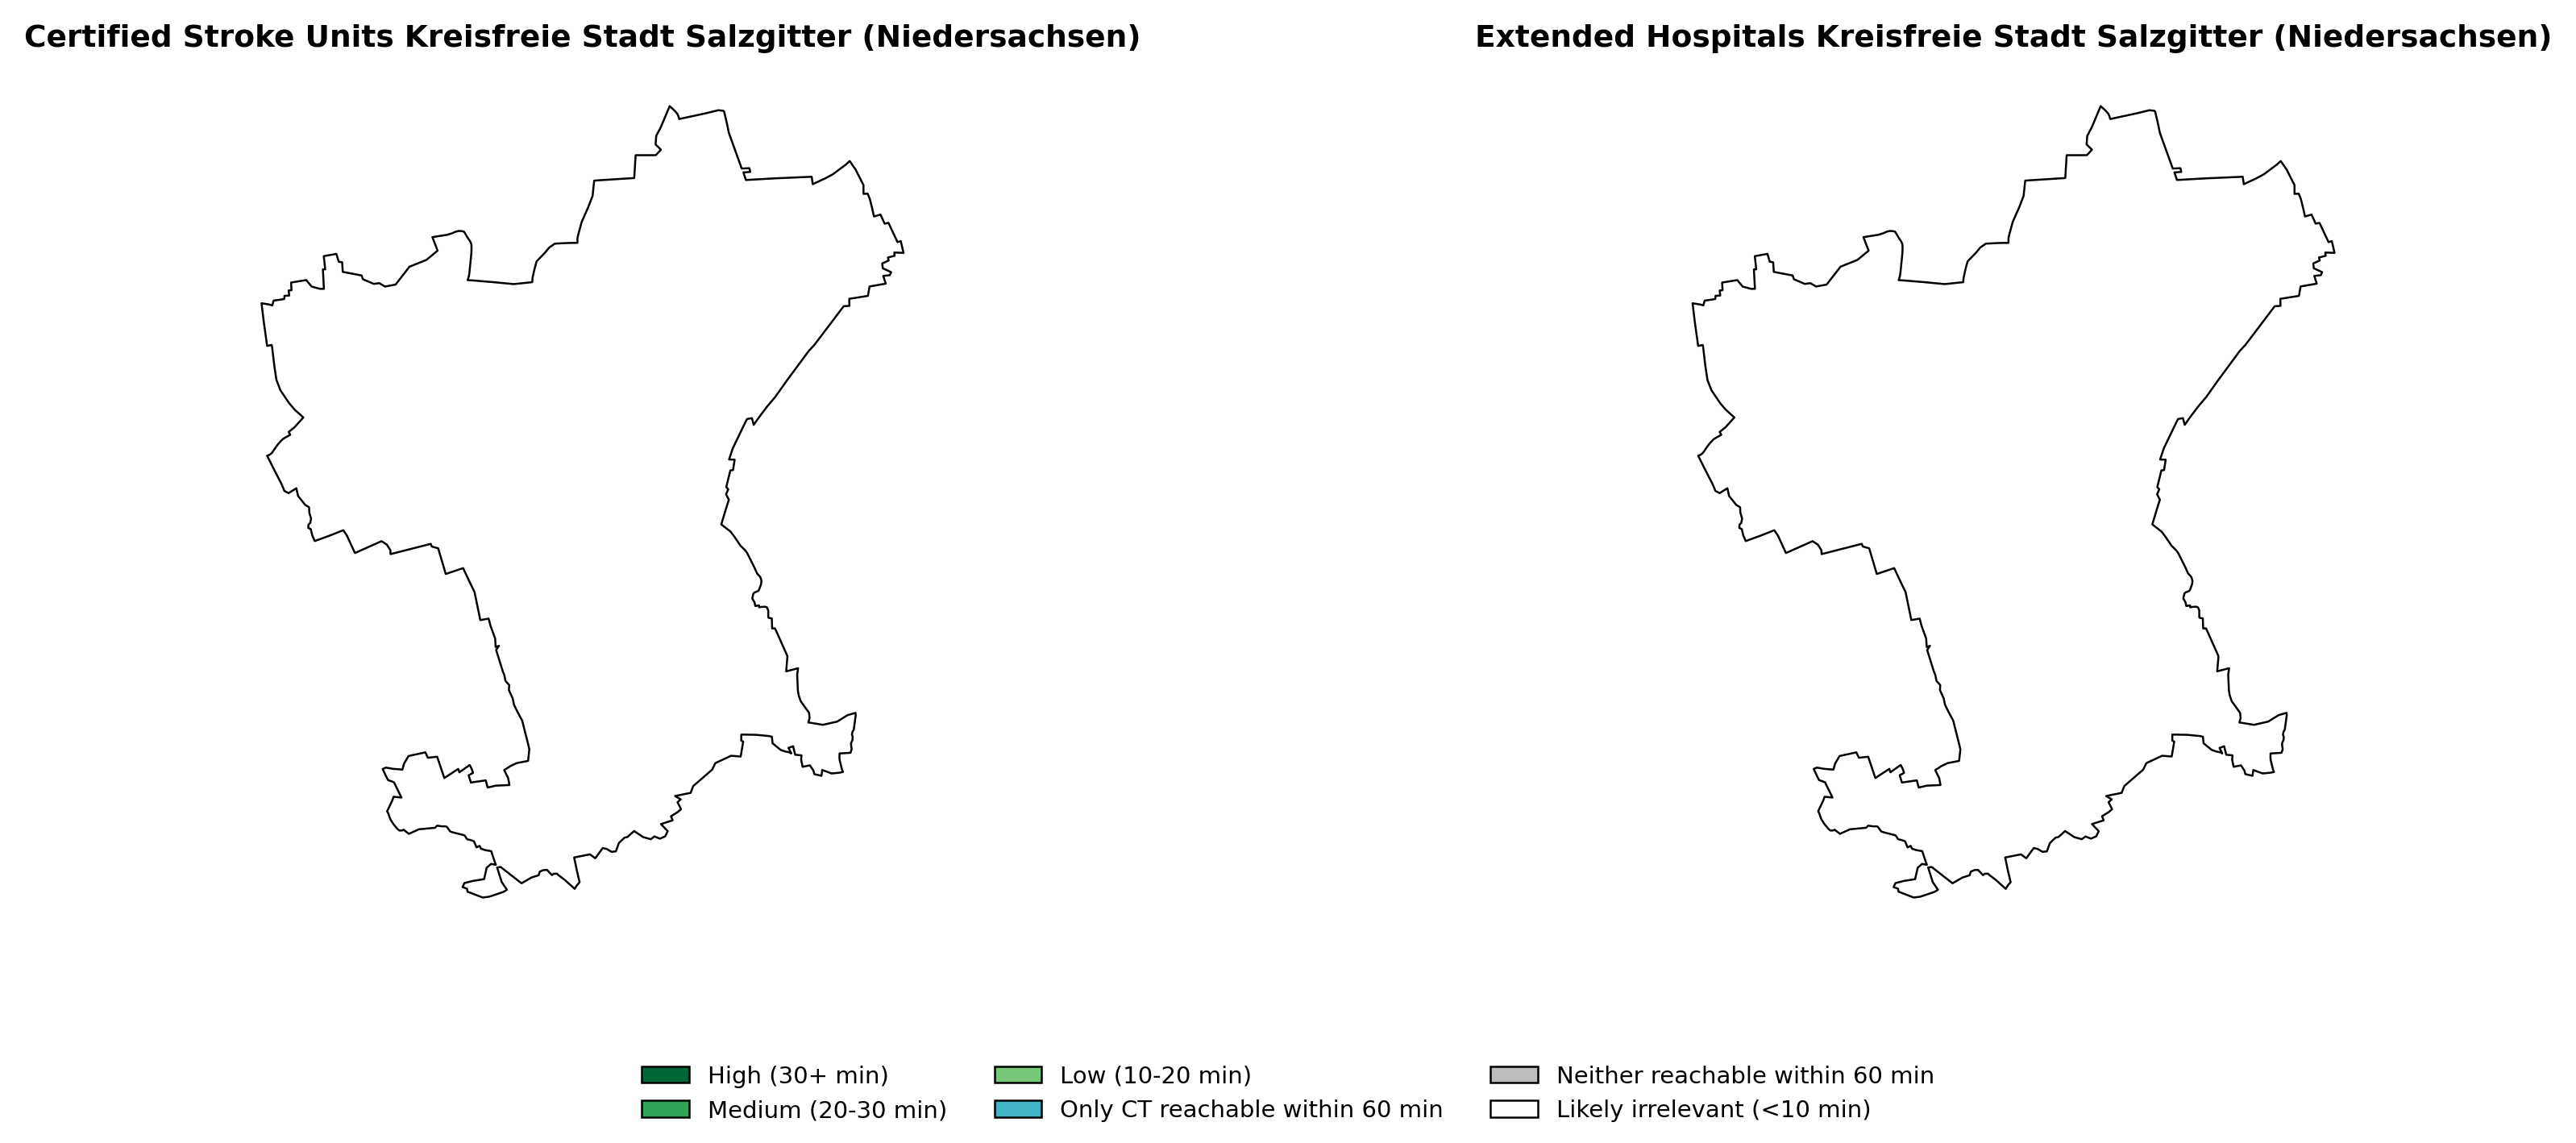 Certified Stroke Units Kreisfreie Stadt Salzgitter (Niedersachsen)
Extended Hospitals Kreisfreie Stadt Salzgitter (Niedersachsen)
High (30+ min)
Medium (20-30 min)
Low (10-20 min)
Only CT reachable within 60 min
Neither reachable within 60 min
Likely irrelevant (<10 min)